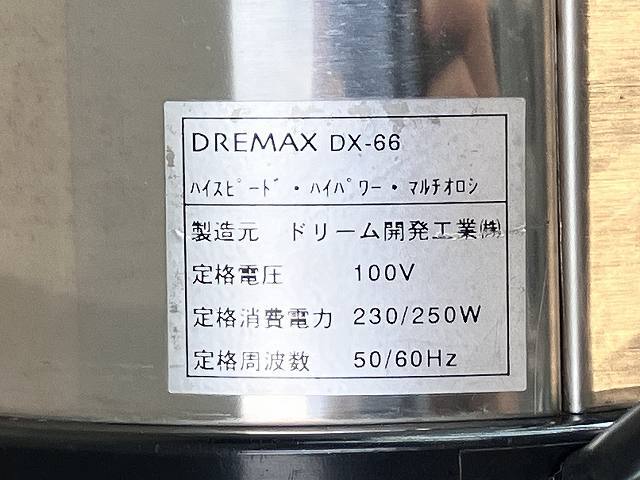 DREMAX DX-66
ﾊｲｽﾋﾟｰﾄﾞ・ﾊｲﾊﾟﾜｰ・ﾏﾙﾁｵﾛｼ
製造元 ドリーム開発工業㈱
定格電圧 100V
定格消費電力 230/250W
定格周波数 50/60Hz